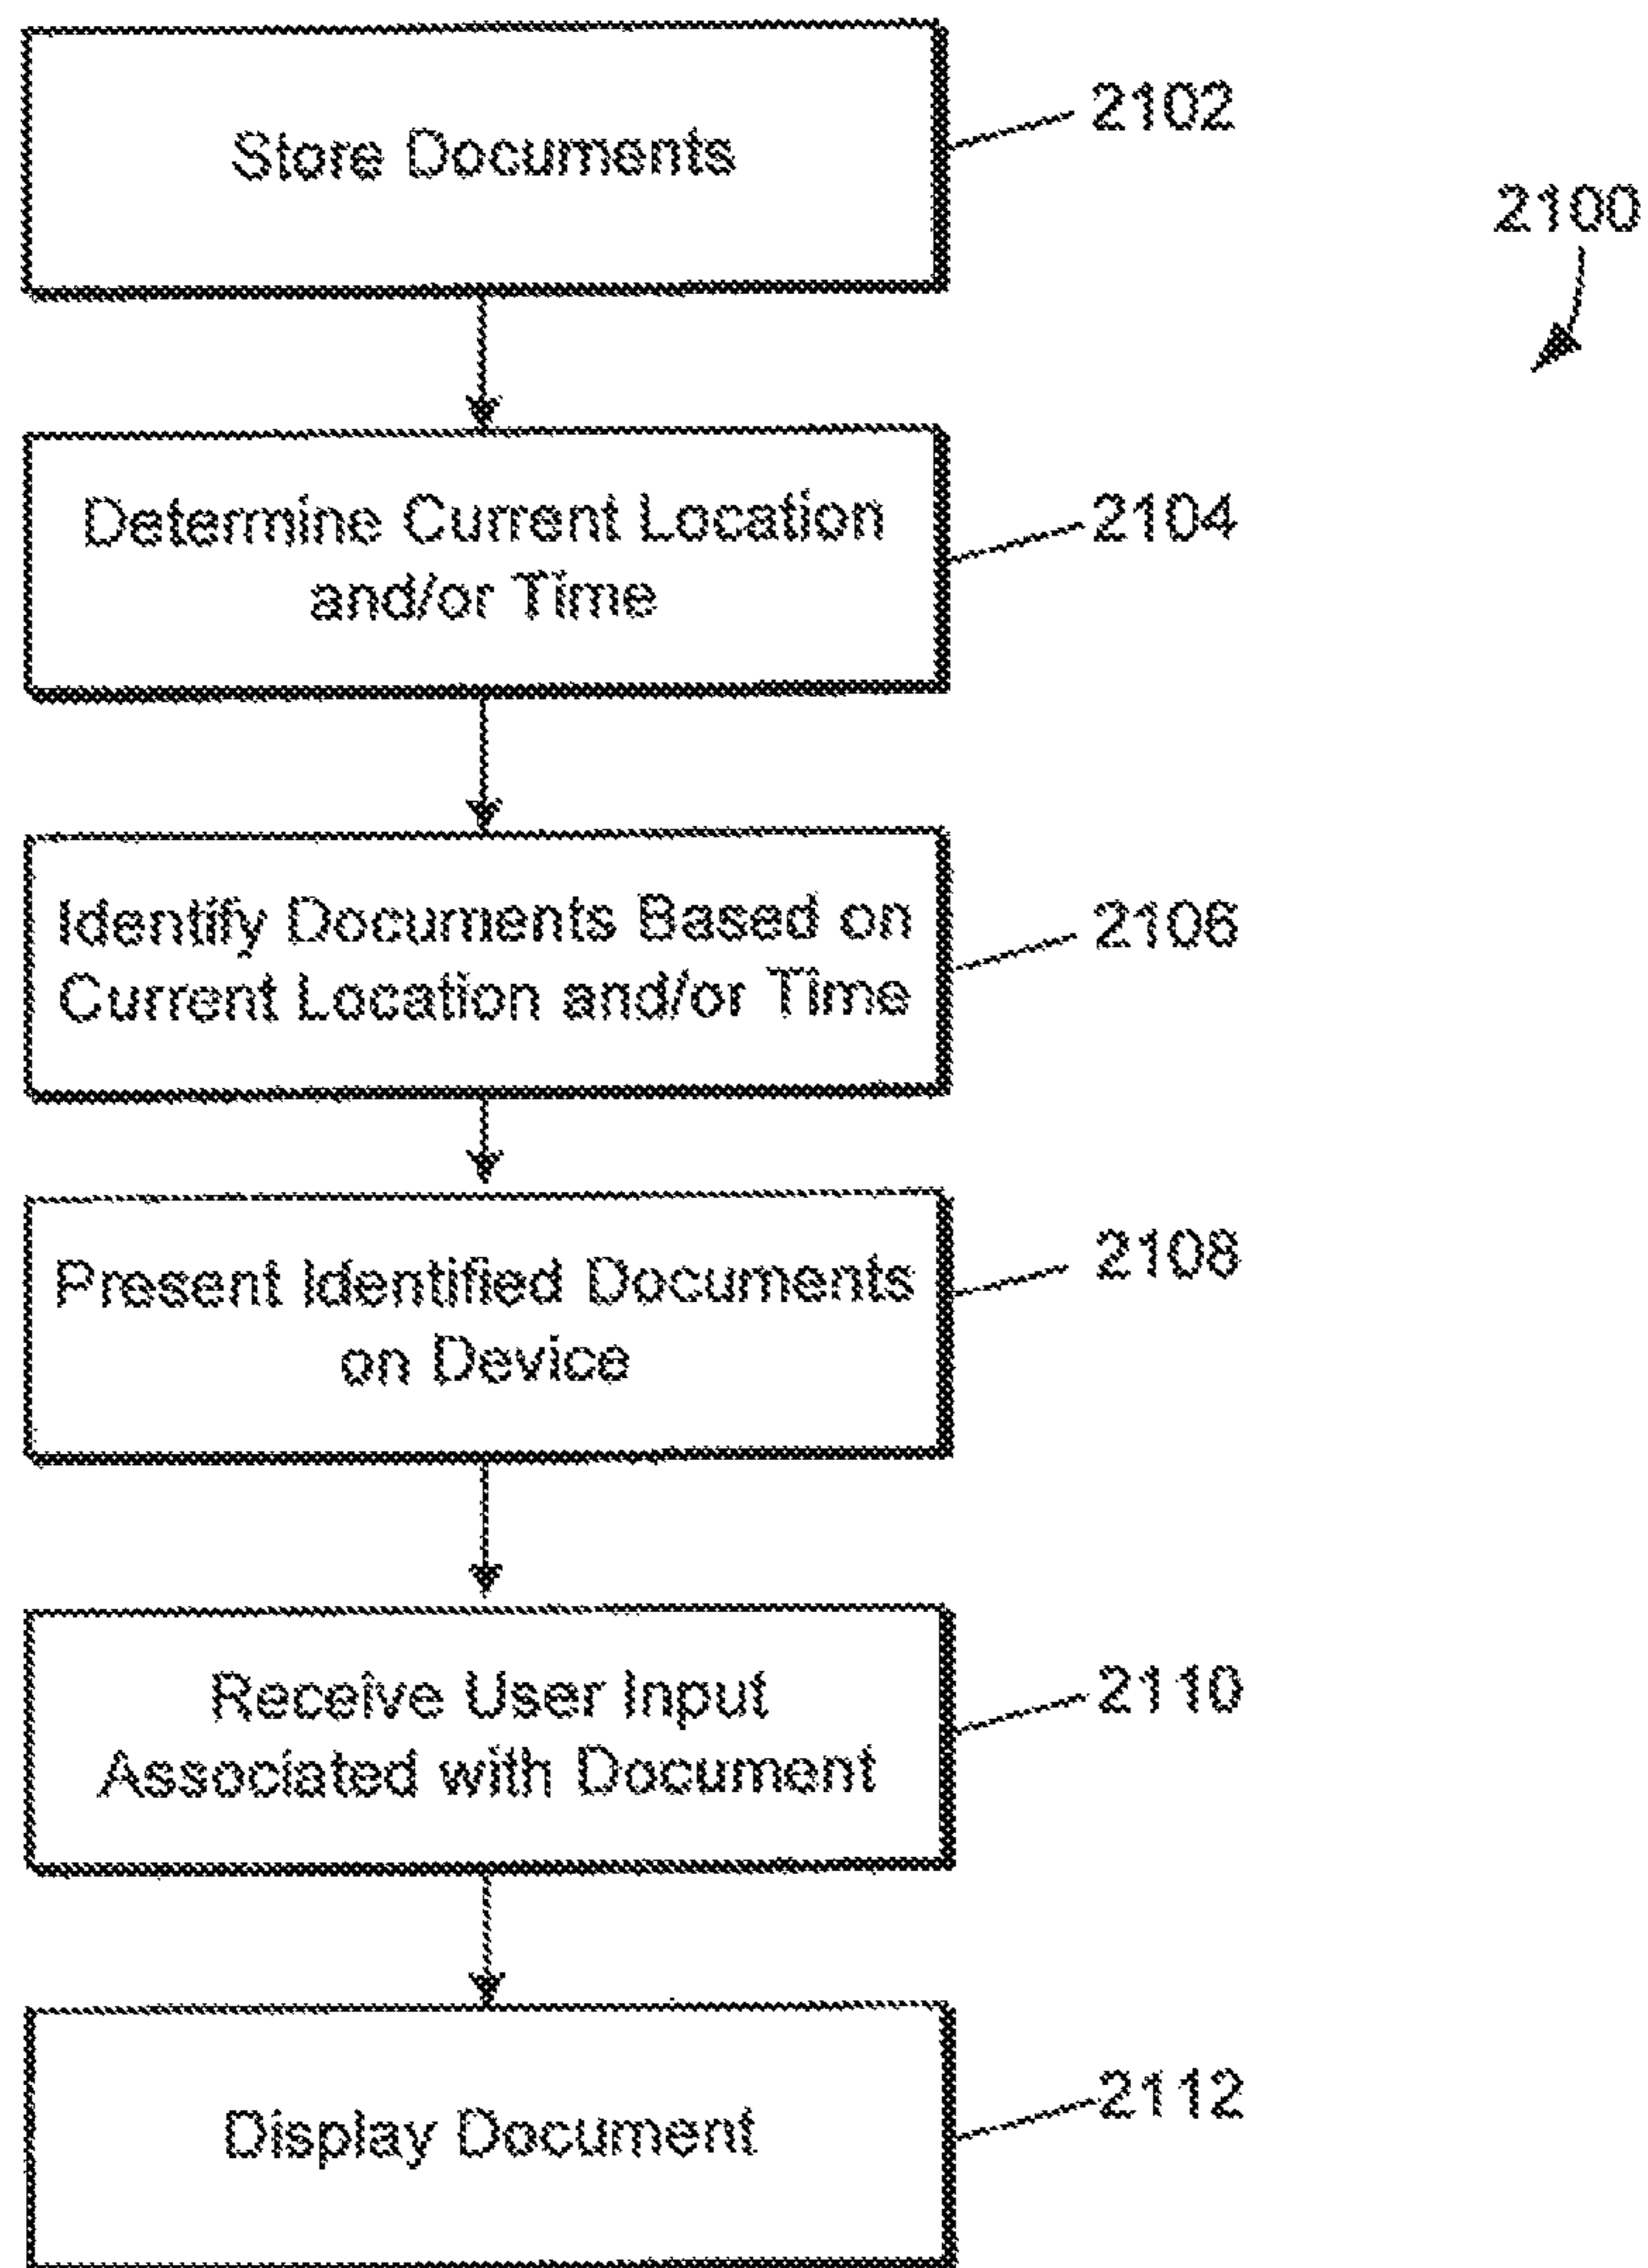 Store Documents
2102
2100
Determine Current Location
and/or Time
2104
Identify Documents Based on
Current Location and/or Time
2106
Present Identified Documents
on Device
2108
Receive User Input
Associated with Document
2110
Display Document
2112